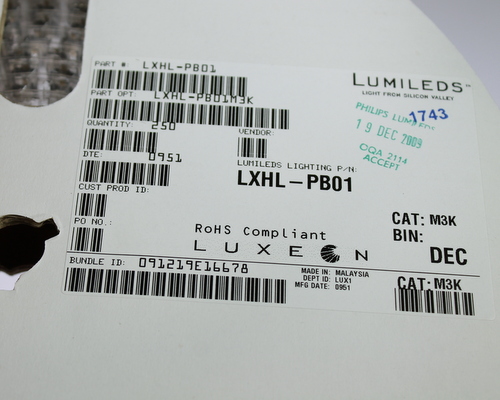 PART #: LXHL-PB01
LUMILEDS™
LIGHT FROM SILICON VALLEY
PART OPT: LXHL-PB01M3K
PHILIPS LUMILEDS
1743
19 DEC 2009
OQA 2114
ACCEPT
QUANTITY: 250
VENDOR:
DTE: 0951
LUMILEDS LIGHTING P/N:
LXHL-PB01
CUST PROD ID:
PO NO.:
CAT: M3K
BIN:
DEC
RoHS Compliant
LUXEON
BUNDLE ID: 091219E16678
MADE IN: MALAYSIA
DEPT ID: LUX1
MFG DATE: 0951
CAT: M3K